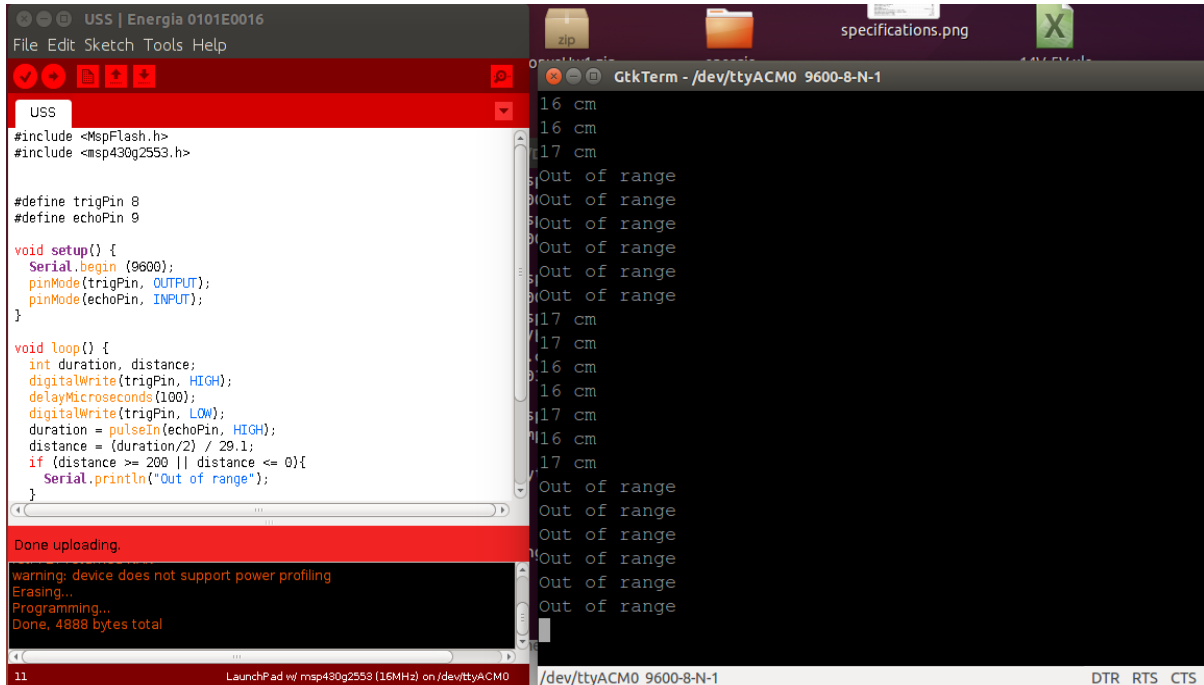 USS | Energia 0101E0016
File Edit Sketch Tools Help
USS
#include <MspFlash.h>
#include <msp430g2553.h>
#define trigPin 8
#define echoPin 9
void setup() {
  Serial.begin (9600);
  pinMode(trigPin, OUTPUT);
  pinMode(echoPin, INPUT);
}
void loop() {
  int duration, distance;
  digitalWrite(trigPin, HIGH);
  delayMicroseconds(100);
  digitalWrite(trigPin, LOW);
  duration = pulseIn(echoPin, HIGH);
  distance = (duration/2) / 29.1;
  if (distance >= 200 || distance <= 0){
    Serial.println("Out of range");
  }
Done uploading.
warning: device does not support power profiling
Erasing...
Programming...
Done, 4888 bytes total
11
LaunchPad w/ msp430g2553 (16MHz) on /dev/ttyACM0
zip
specifications.png
X
GtkTerm - /dev/ttyACM0 9600-8-N-1
16 cm
16 cm
17 cm
Out of range
Out of range
Out of range
Out of range
Out of range
Out of range
17 cm
17 cm
16 cm
16 cm
17 cm
16 cm
17 cm
Out of range
Out of range
Out of range
Out of range
Out of range
Out of range
/dev/ttyACM0 9600-8-N-1
DTR RTS CTS